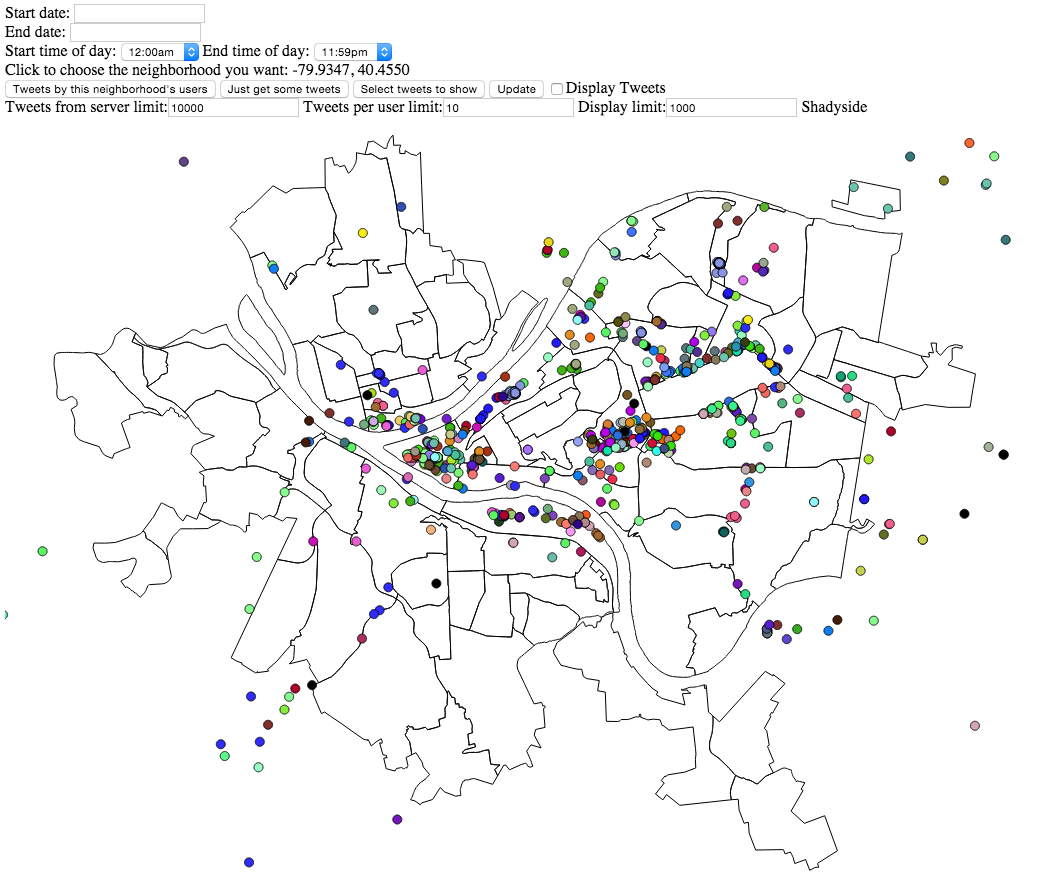 Start date:
End date:
Start time of day: 12:00am End time of day: 11:59pm
Click to choose the neighborhood you want: -79.9347, 40.4550
Tweets by this neighborhood's users Just get some tweets Select tweets to show Update Display Tweets
Tweets from server limit: 10000 Tweets per user limit: 10 Display limit: 1000 Shadyside